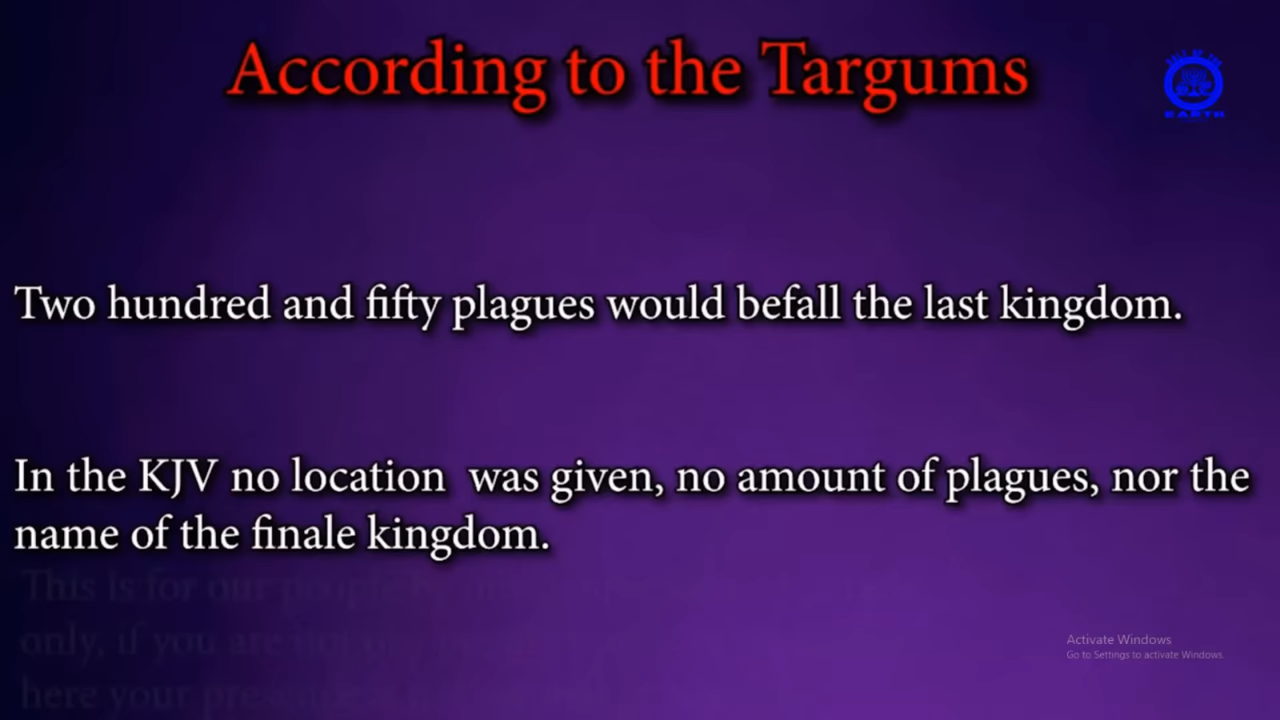 According to the Targums
Two hundred and fifty plagues would befall the last kingdom.
In the KJV no location was given, no amount of plagues, nor the
name of the finale kingdom.
This is for our people
only, if you are not
here your
EARTH
Activate Windows
Go to Settings to activate Windows.